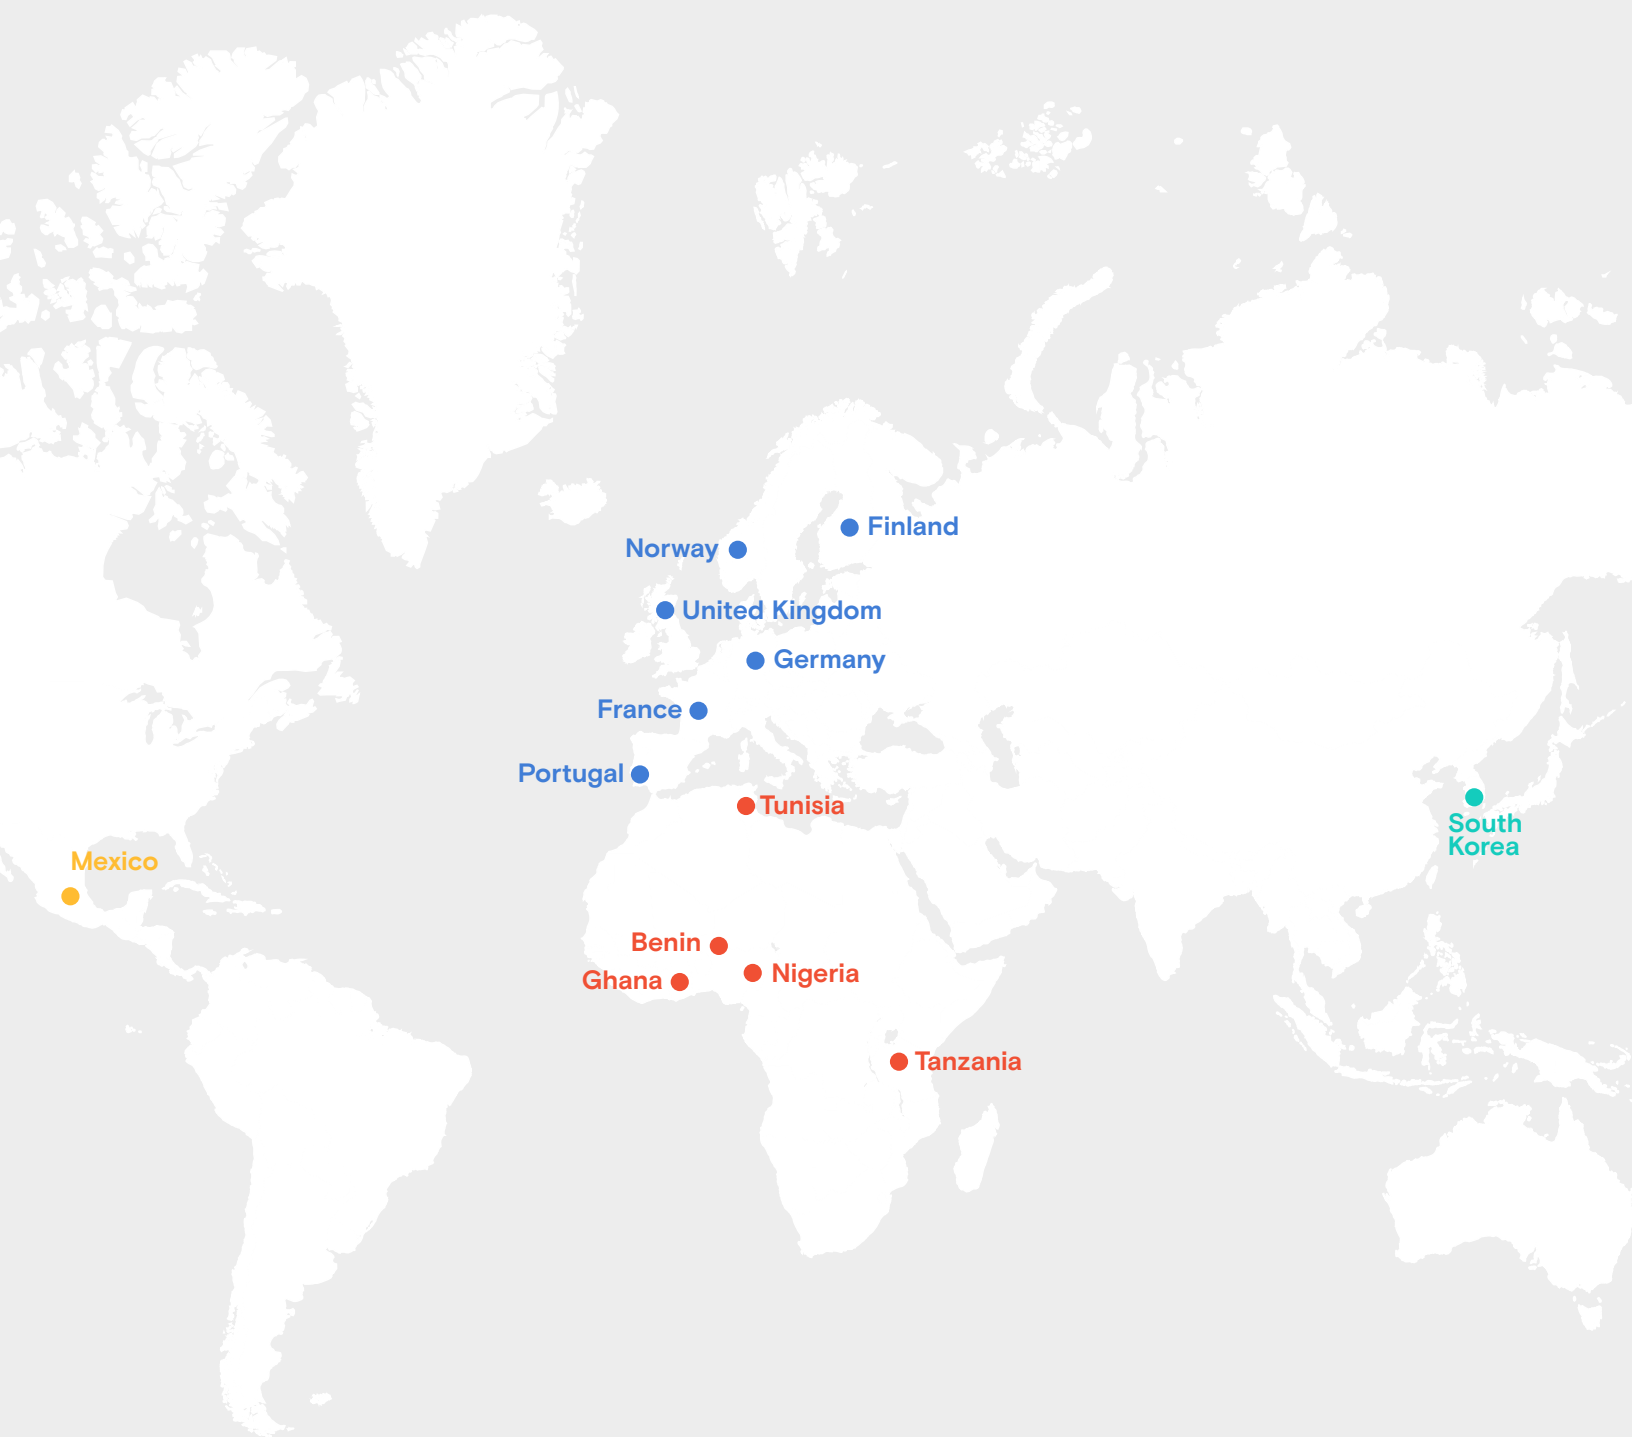 Finland
Norway
United Kingdom
Germany
France
Portugal
Tunisia
South
Korea
Mexico
Benin
Nigeria
Ghana
Tanzania